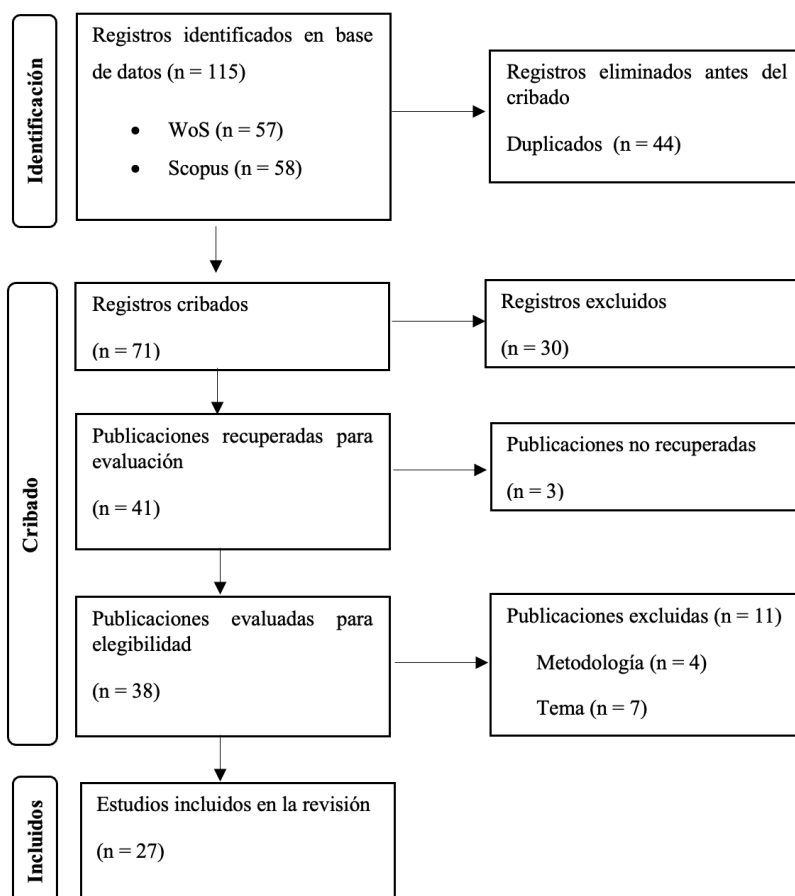 Identificación
Registros identificados en base
de datos (n = 115)
• WoS (n = 57)
• Scopus (n = 58)
Registros eliminados antes del
cribado
Duplicados (n = 44)
Cribado
Registros cribados
(n = 71)
Registros excluidos
(n = 30)
Publicaciones recuperadas para
evaluación
(n = 41)
Publicaciones no recuperadas
(n = 3)
Publicaciones evaluadas para
elegibilidad
(n = 38)
Publicaciones excluidas (n = 11)
Metodología (n = 4)
Tema (n = 7)
Incluidos
Estudios incluidos en la revisión
(n = 27)